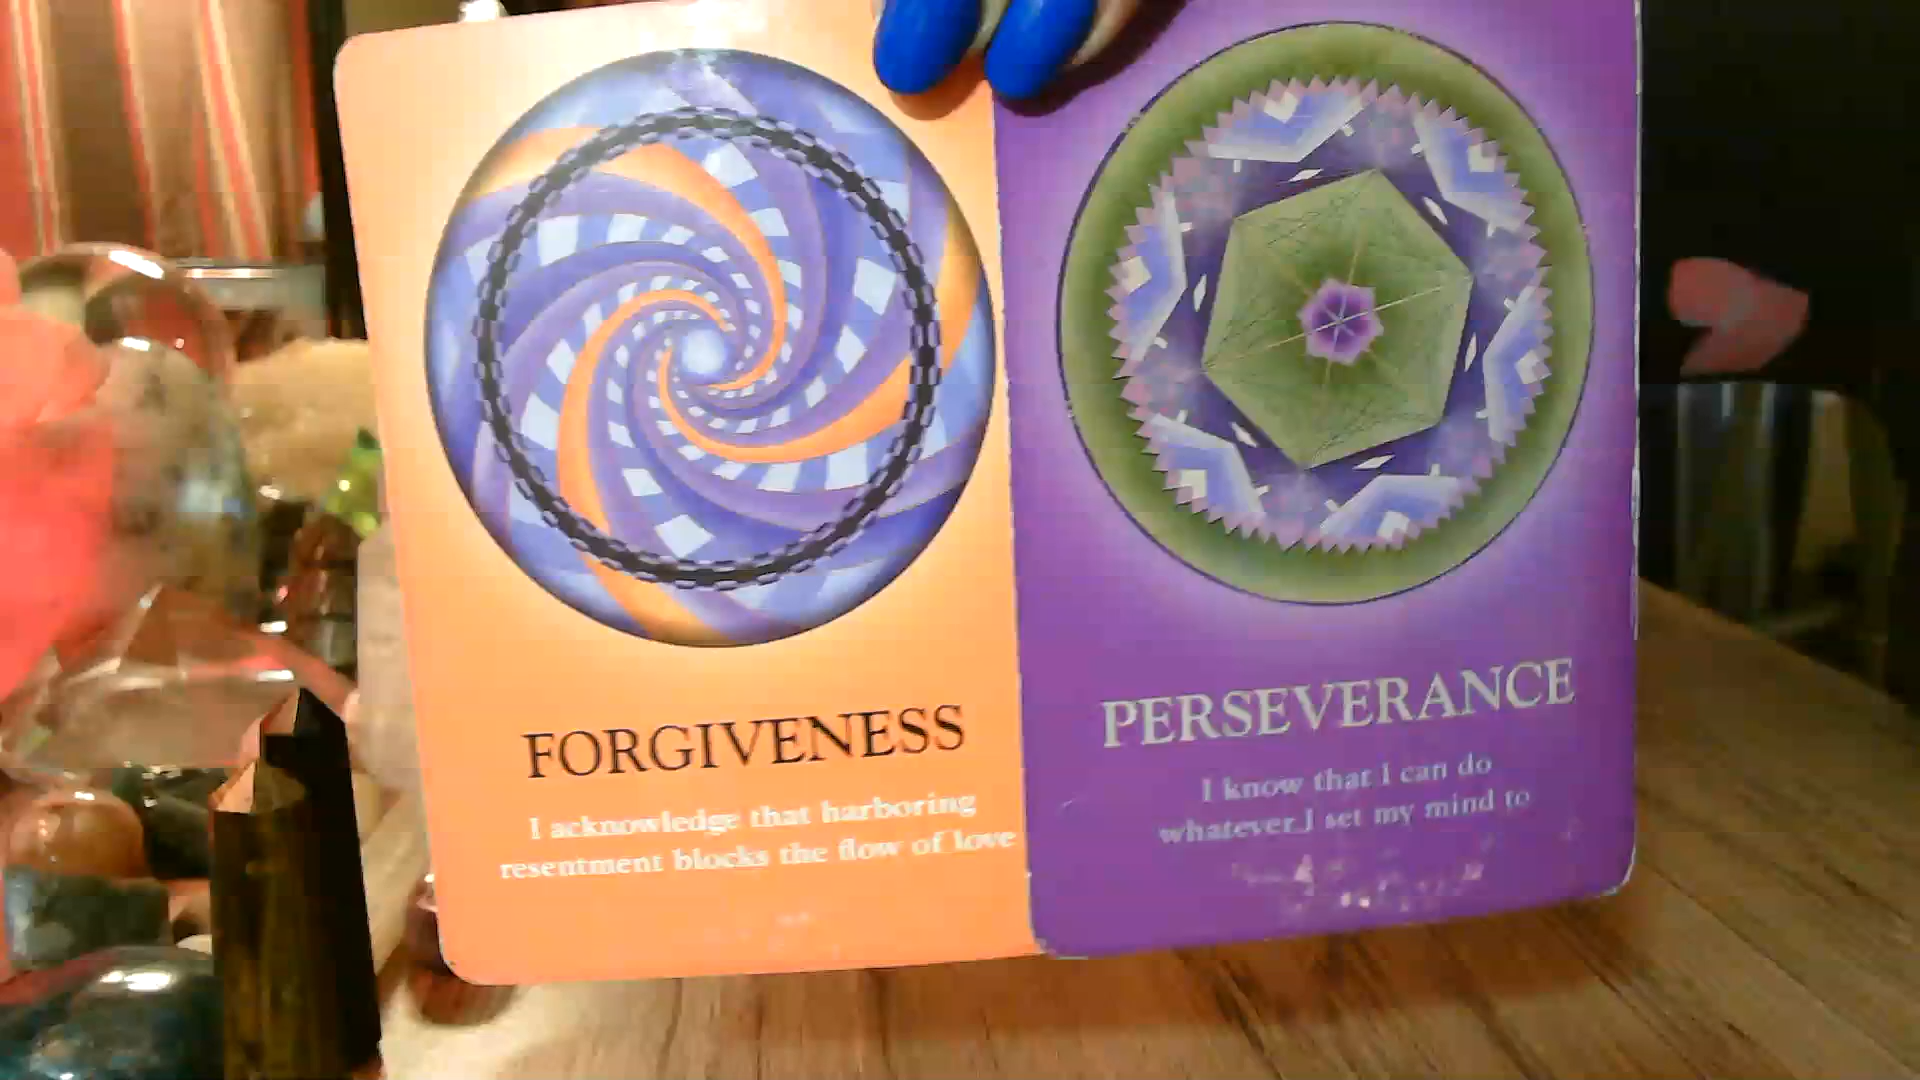 FORGIVENESS
I acknowledge that harboring
resentment blocks the flow of love
PERSEVERANCE
I know that I can do
whatever I set my mind to